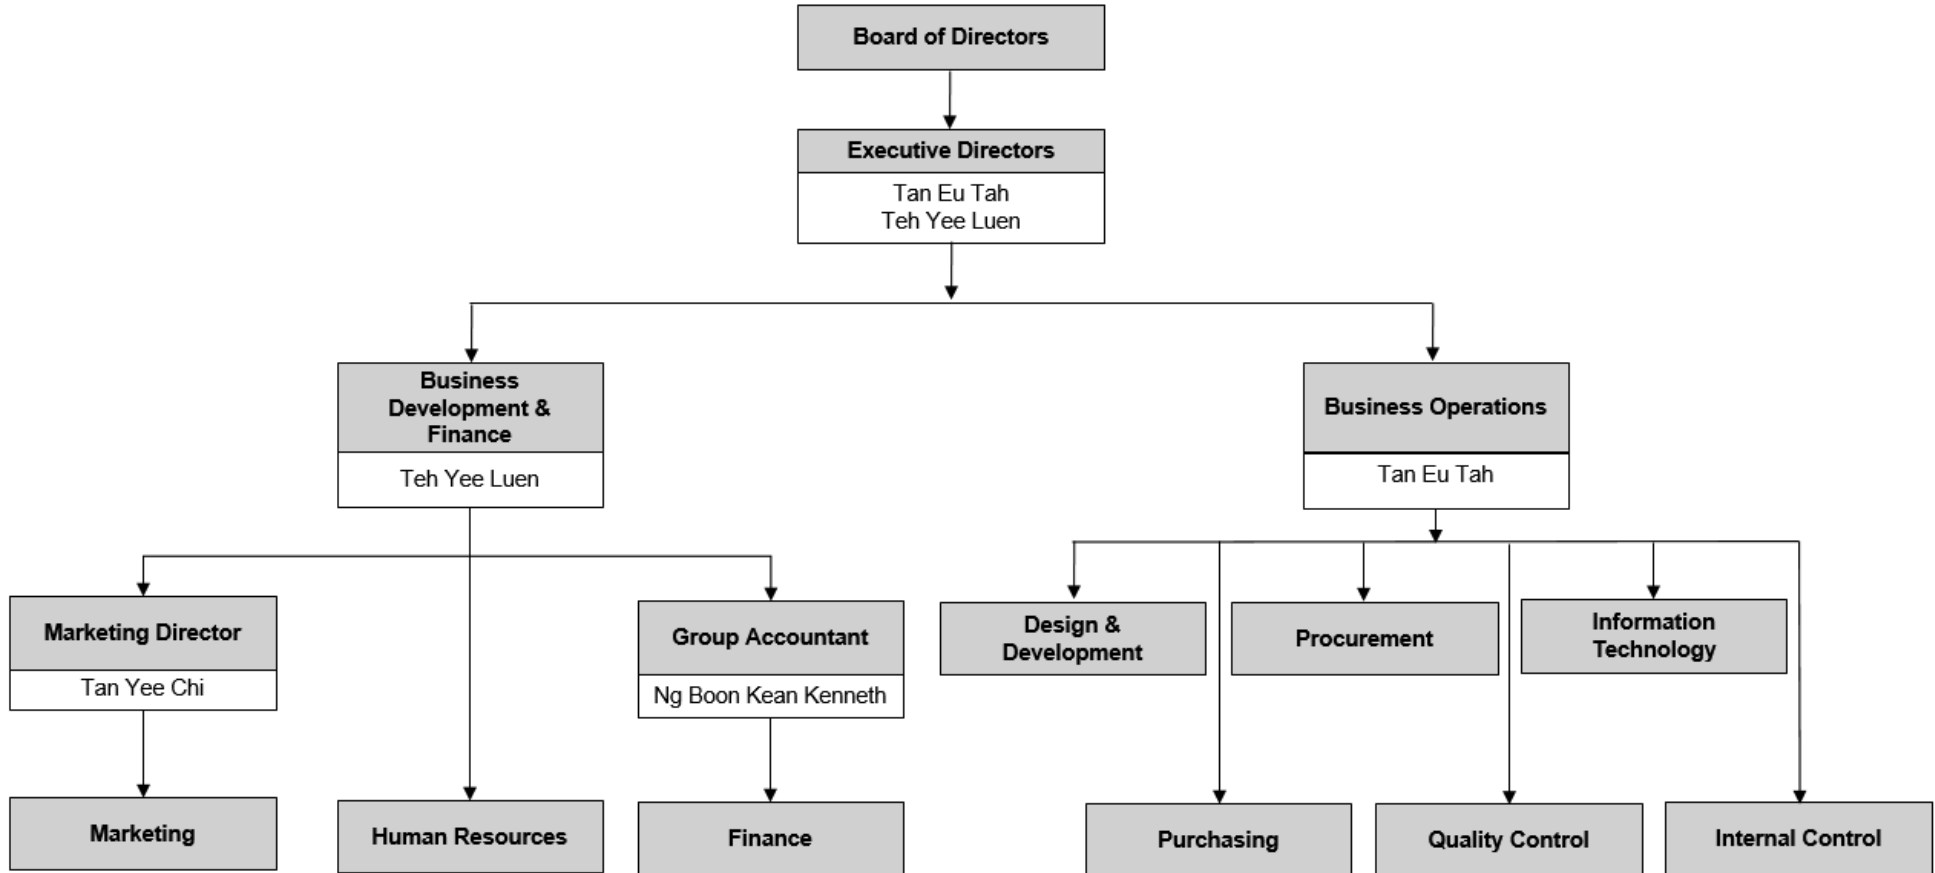 Board of Directors
Executive Directors
Tan Eu Tah
Teh Yee Luen
Business
Development &
Finance
Teh Yee Luen
Business Operations
Tan Eu Tah
Marketing Director
Tan Yee Chi
Group Accountant
Ng Boon Kean Kenneth
Design &
Development
Procurement
Information
Technology
Marketing
Human Resources
Finance
Purchasing
Quality Control
Internal Control